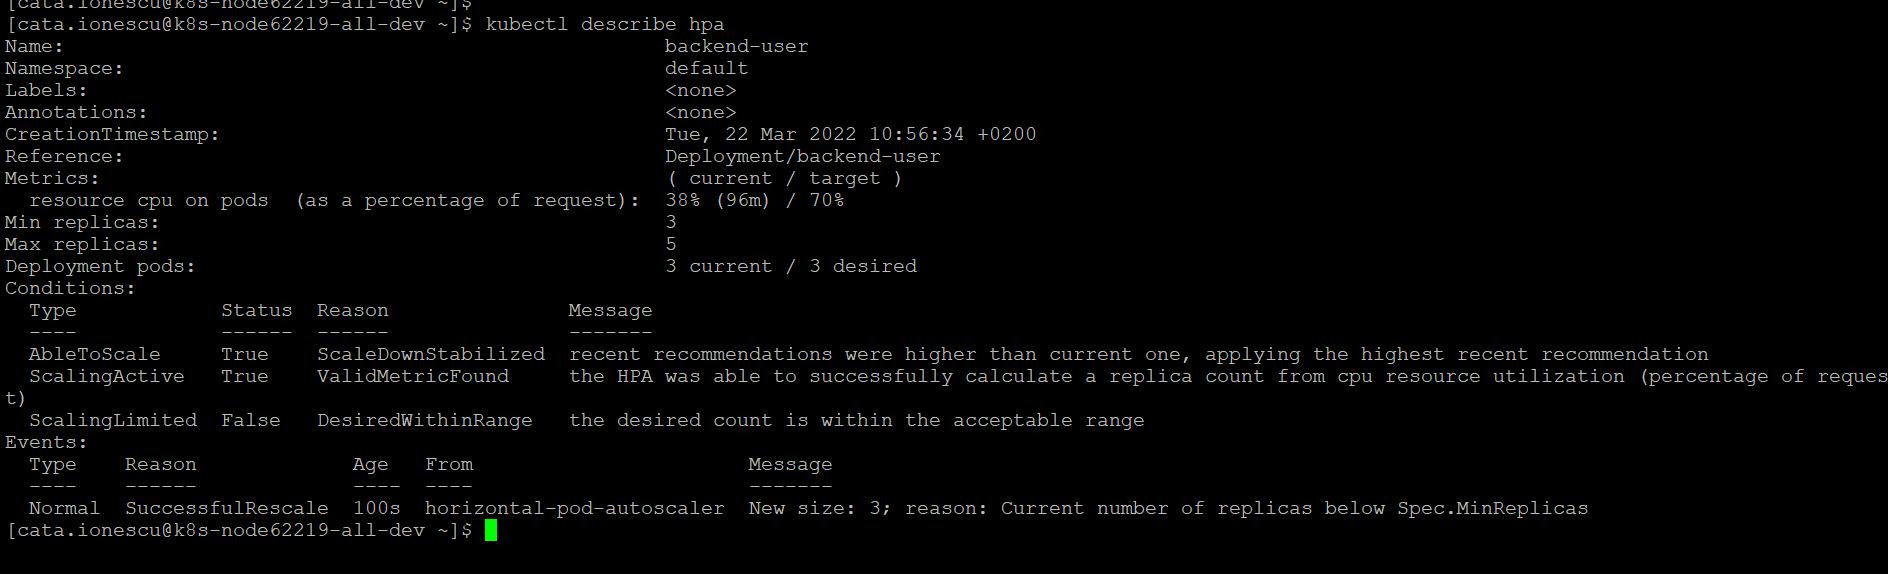 [cata.ionescu@k8s-node62219-all-dev ~]$
[cata.ionescu@k8s-node62219-all-dev ~]$ kubectl describe hpa
Name:                                                  backend-user
Namespace:                                             default
Labels:                                                <none>
Annotations:                                           <none>
CreationTimestamp:                                     Tue, 22 Mar 2022 10:56:34 +0200
Reference:                                             Deployment/backend-user
Metrics:                                               ( current / target )
  resource cpu on pods  (as a percentage of request):  38% (96m) / 70%
Min replicas:                                          3
Max replicas:                                          5
Deployment pods:                                       3 current / 3 desired
Conditions:
  Type            Status  Reason               Message
  ----            ------  ------               -------
  AbleToScale     True    ScaleDownStabilized  recent recommendations were higher than current one, applying the highest recent recommendation
  ScalingActive   True    ValidMetricFound     the HPA was able to successfully calculate a replica count from cpu resource utilization (percentage of reques
t)
  ScalingLimited  False   DesiredWithinRange   the desired count is within the acceptable range
Events:
  Type    Reason             Age   From                       Message
  ----    ------             ----  ----                       -------
  Normal  SuccessfulRescale  100s  horizontal-pod-autoscaler  New size: 3; reason: Current number of replicas below Spec.MinReplicas
[cata.ionescu@k8s-node62219-all-dev ~]$